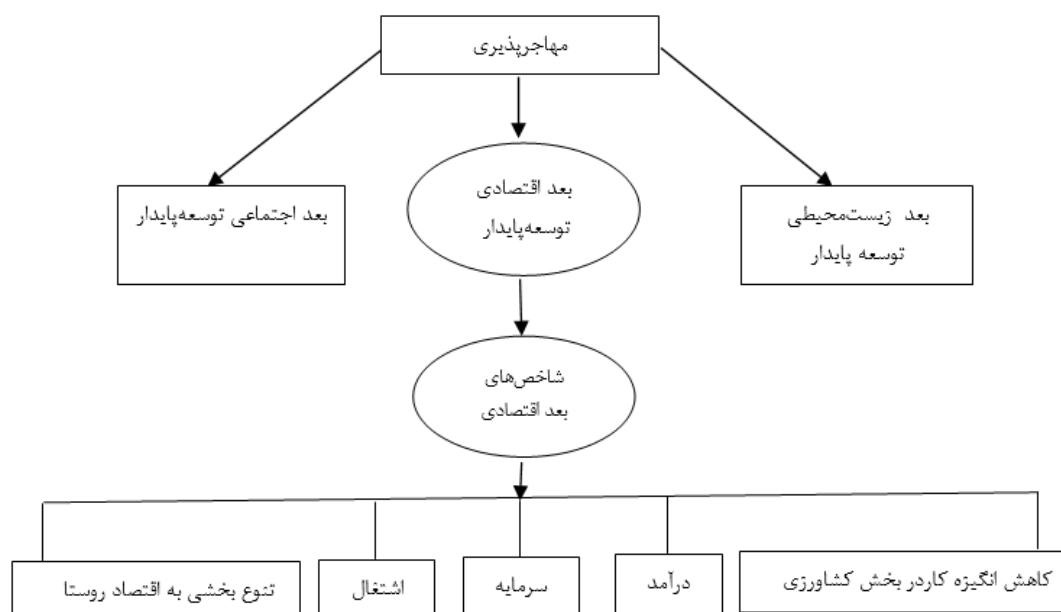 مهاجرپذیری
بعد زیست‌محیطی
توسعه پایدار
بعد اقتصادی
توسعه‌پایدار
بعد اجتماعی توسعه‌پایدار
شاخص‌های
بعد اقتصادی
کاهش انگیزه کاردر بخش کشاورزی
درآمد
سرمایه
اشتغال
تنوع بخشی به اقتصاد روستا